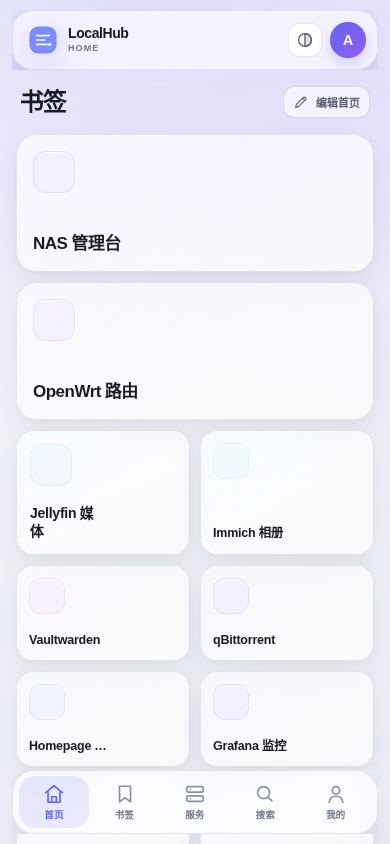 LocalHub
HOME
A
书签
编辑首页
NAS 管理台
OpenWrt 路由
Jellyfin 媒
体
Immich 相册
Vaultwarden
qBittorrent
Homepage ...
Grafana 监控
首页
书签
服务
搜索
我的